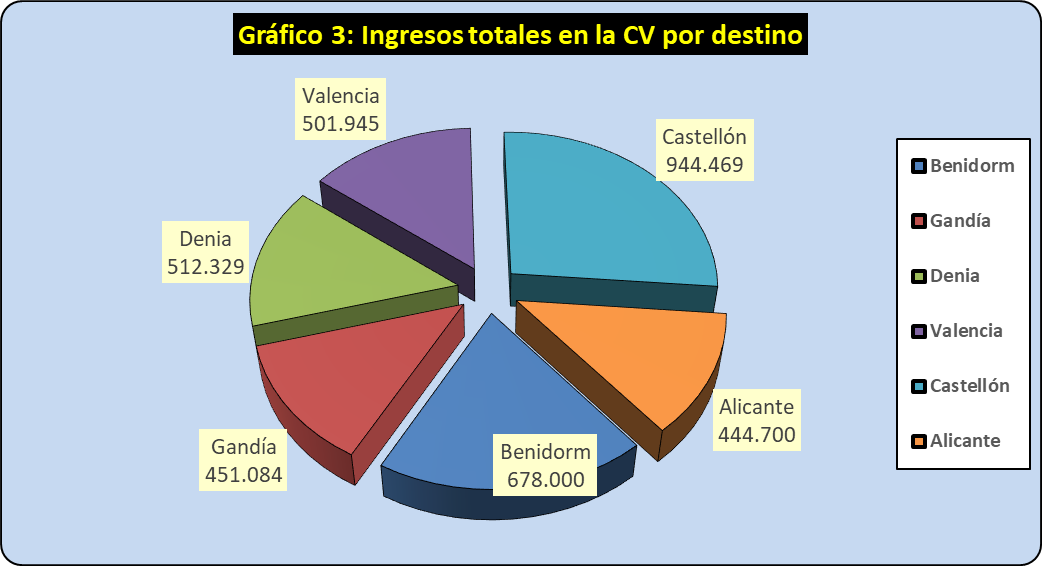 Gráfico 3: Ingresos totales en la CV por destino
Valencia
501.945
Castellón
944.469
Denia
512.329
Alicante
444.700
Gandía
451.084
Benidorm
678.000
Benidorm
Gandía
Denia
Valencia
Castellón
Alicante